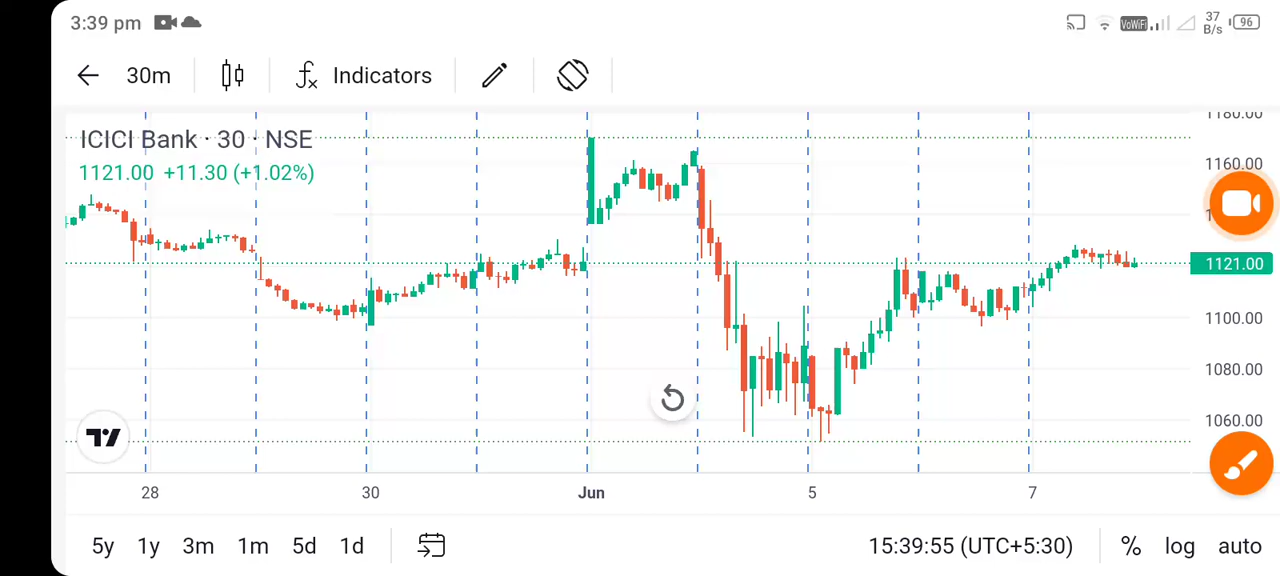 3:39 pm VoWiFi 37 B/s 96
30m Indicators
1180.00
ICICI Bank · 30 · NSE
1121.00 +11.30 (+1.02%)
1160.00
1121.00
1100.00
1080.00
1060.00
28 30 Jun 5 7
5y 1y 3m 1m 5d 1d 15:39:55 (UTC+5:30) % log auto